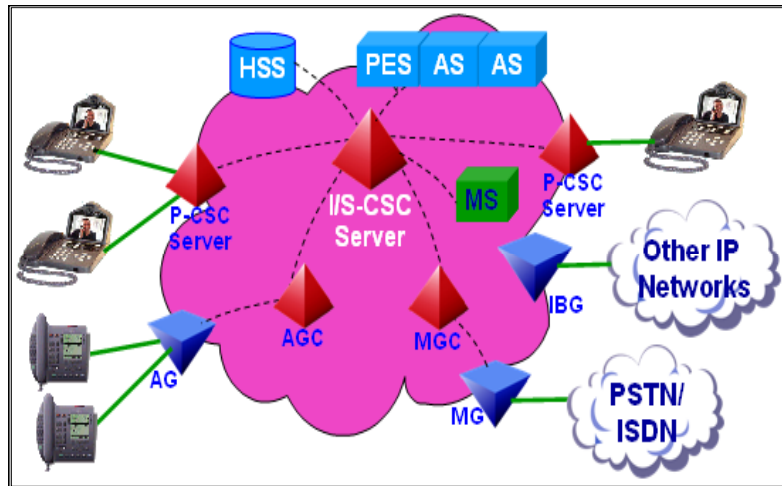 HSS
PES AS AS
P-CSC
Server
I/S-CSC
Server
MS
P-CSC
Server
Other IP
Networks
IBG
AG
AGC
MGC
MG
PSTN/
ISDN